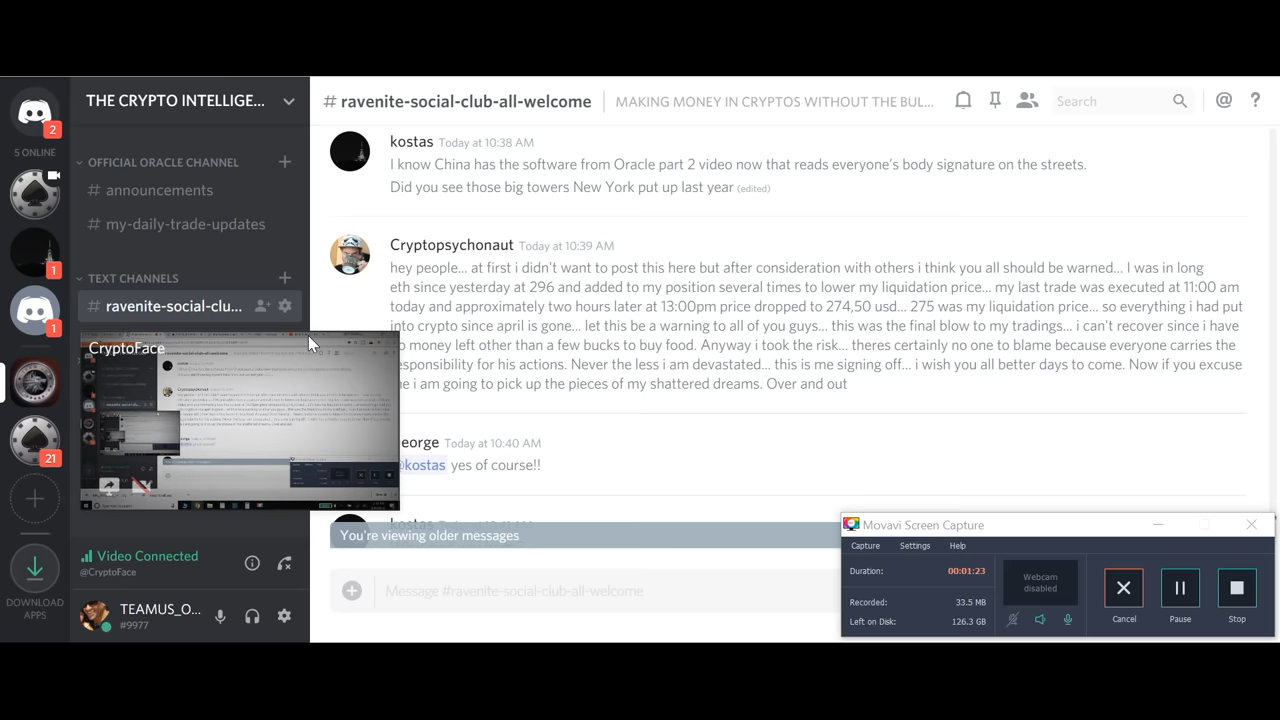 THE CRYPTO INTELLIGE...
# ravenite-social-club-all-welcome
MAKING MONEY IN CRYPTOS WITHOUT THE BUL...
Search
@
?
2
5 ONLINE
OFFICIAL ORACLE CHANNEL
# announcements
# my-daily-trade-updates
1
TEXT CHANNELS
# ravenite-social-clu...
1
CryptoFace
21
DOWNLOAD
APPS
Video Connected
@CryptoFace
TEAMUS_O...
#9977
kostas Today at 10:38 AM
I know China has the software from Oracle part 2 video now that reads everyone's body signature on the streets.
Did you see those big towers New York put up last year (edited)
Cryptopsychonaut Today at 10:39 AM
hey people... at first i didn't want to post this here but after consideration with others i think you all should be warned... I was in long
eth since yesterday at 296 and added to my position several times to lower my liquidation price... my last trade was executed at 11:00 am
today and approximately two hours later at 13:00pm price dropped to 274,50 usd... 275 was my liquidation price... so everything i had put
into crypto since april is gone... let this be a warning to all of you guys... this was the final blow to my tradings... i can't recover since i have
o money left other than a few bucks to buy food. Anyway i took the risk... theres certainly no one to blame because everyone carries the
esponsibility for his actions. Never the less i am devastated... this is me signing off... i wish you all better days to come. Now if you excuse
e i am going to pick up the pieces of my shattered dreams. Over and out
eorge Today at 10:40 AM
@kostas yes of course!!
You're viewing older messages
Message #ravenite-social-club-all-welcome
Movavi Screen Capture
Capture Settings Help
Duration: 00:01:23
Webcam
disabled
Recorded: 33.5 MB
Left on Disk: 126.3 GB
Cancel Pause Stop